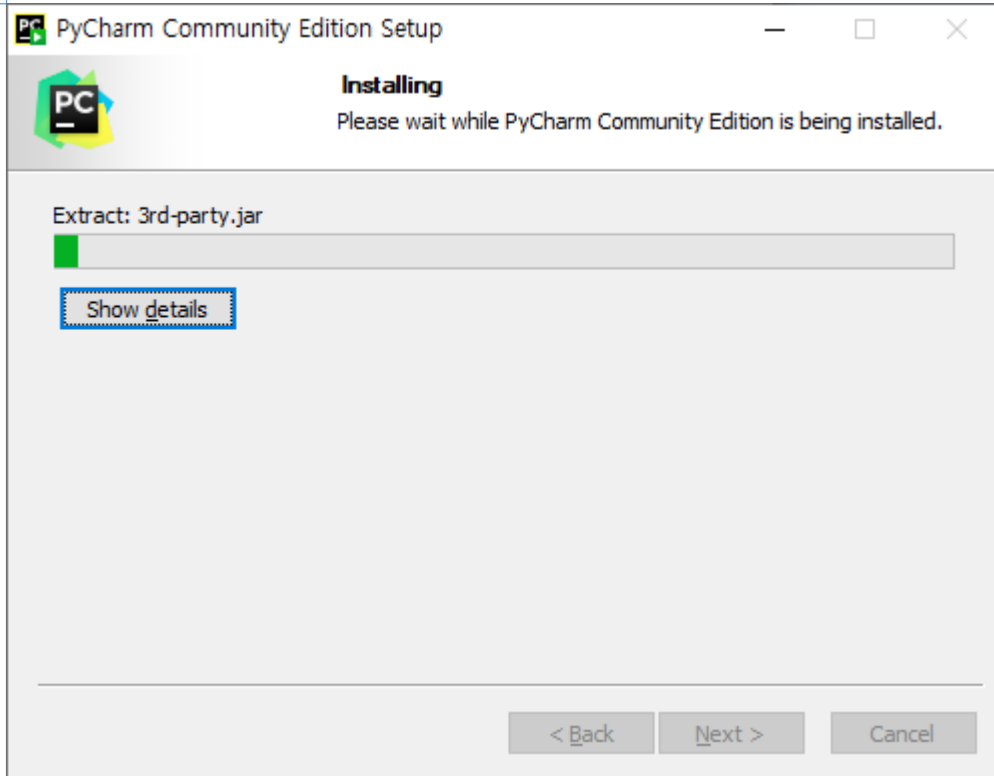 PyCharm Community Edition Setup
PC
Installing
Please wait while PyCharm Community Edition is being installed.
Extract: 3rd-party.jar
Show details
< Back
Next >
Cancel